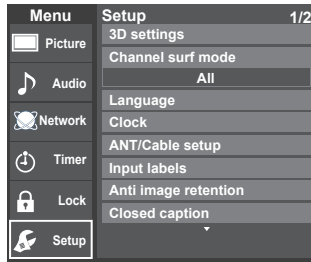 Menu
Setup 1/2
Picture
Audio
Network
Timer
Lock
Setup
3D settings
Channel surf mode
All
Language
Clock
ANT/Cable setup
Input labels
Anti image retention
Closed caption